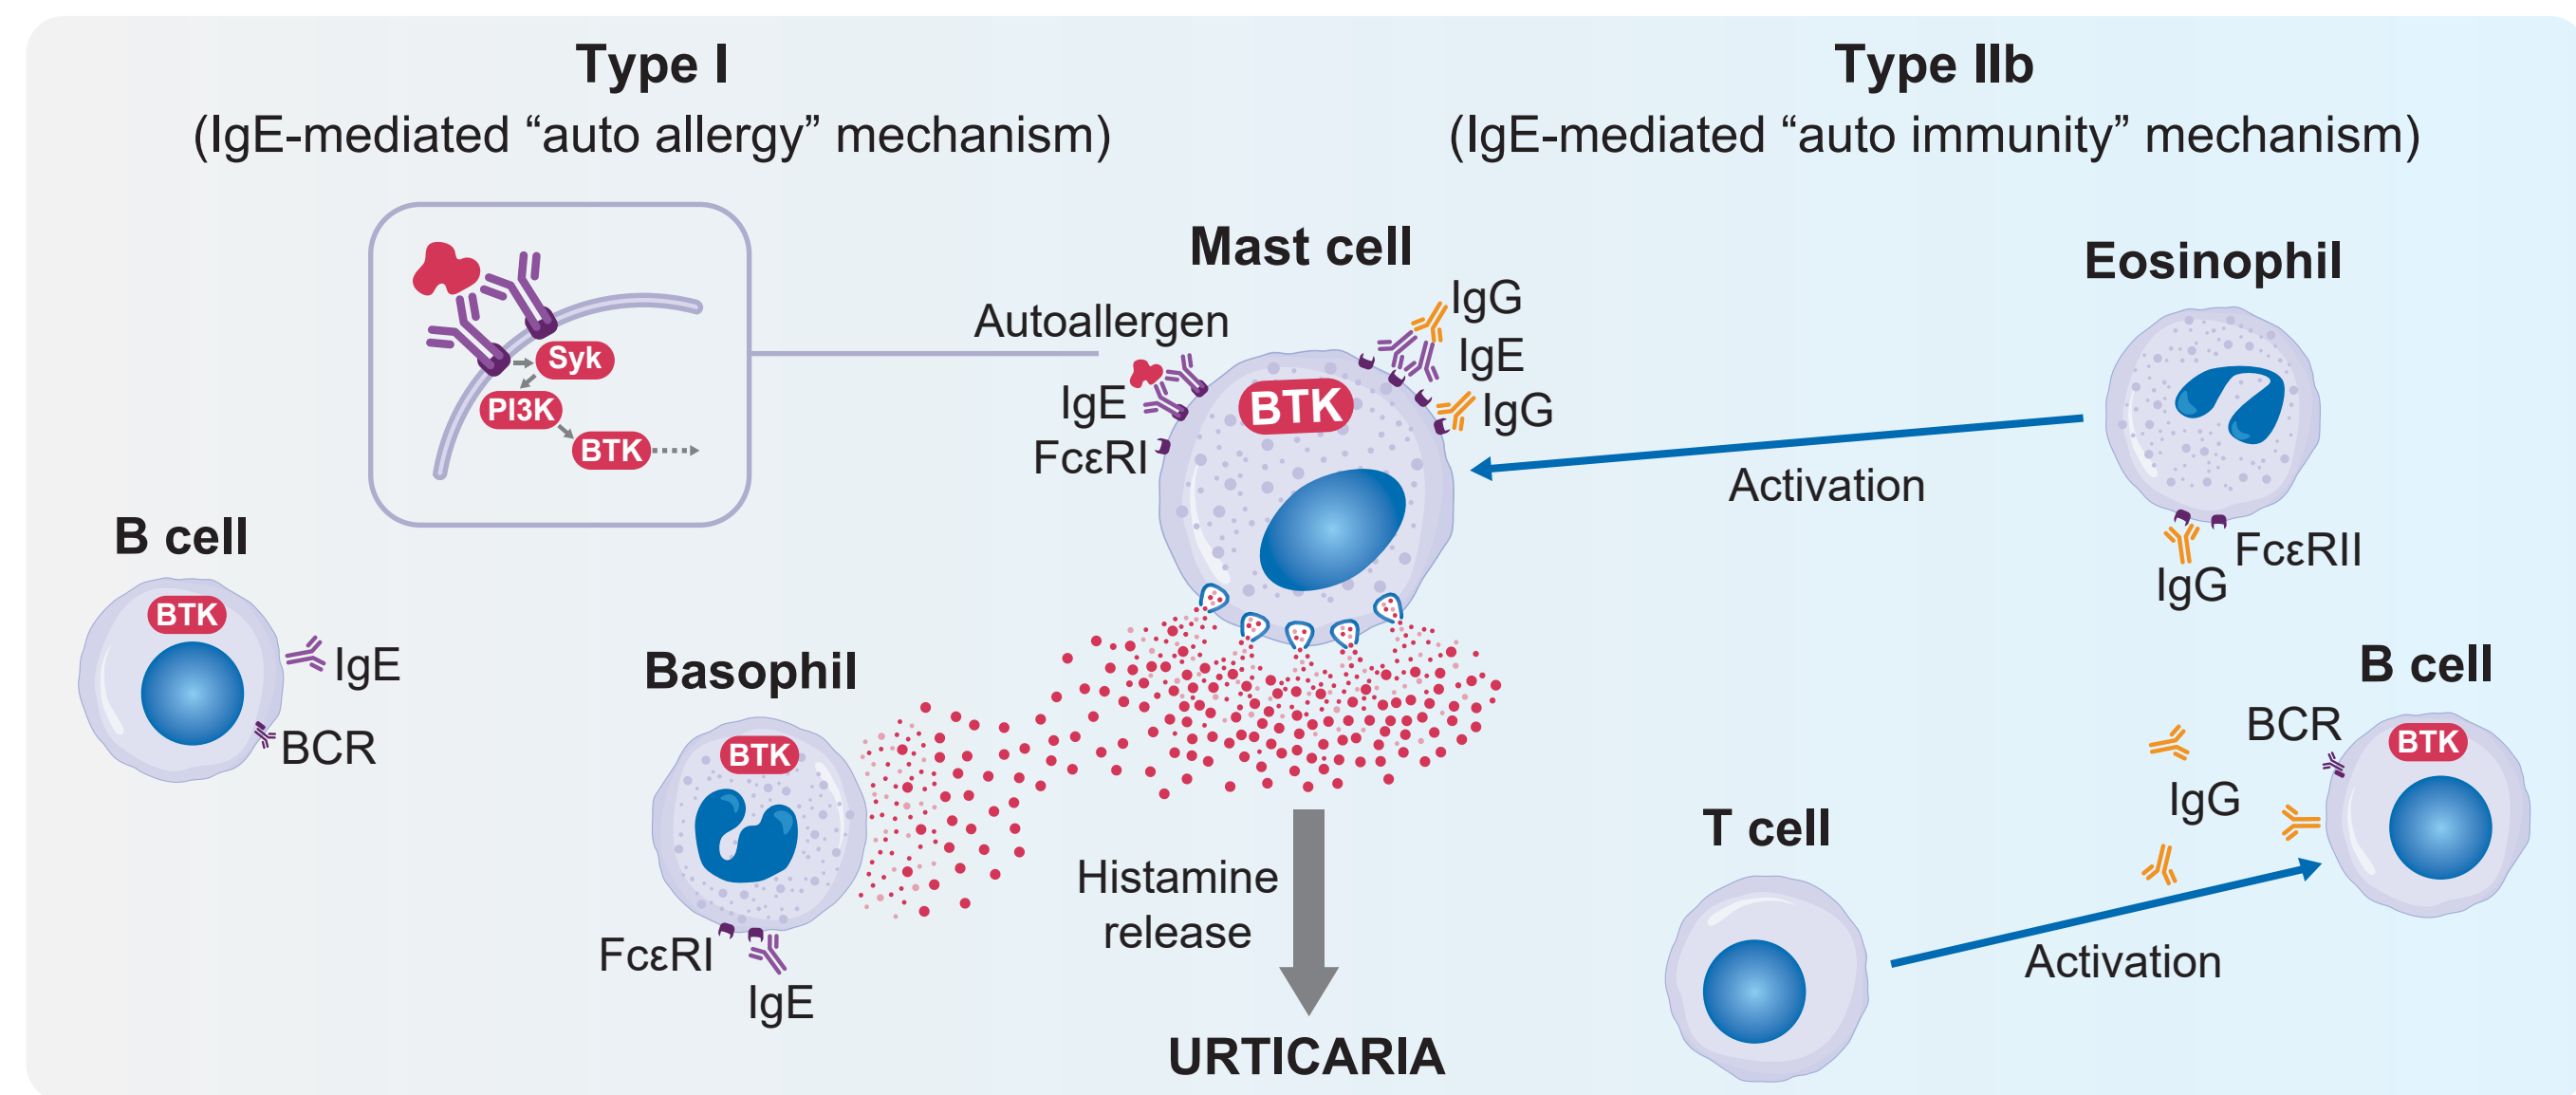 Type I
(IgE-mediated “auto allergy” mechanism)
Type IIb
(IgE-mediated “auto immunity” mechanism)
Syk
PI3K
BTK
Mast cell
Autoallergen
IgE
FcεRI
BTK
IgG
IgE
IgG
Eosinophil
Activation
FcεRII
IgG
B cell
BTK
IgE
BCR
Basophil
BTK
FcεRI
IgE
Histamine
release
URTICARIA
T cell
Activation
B cell
BCR
BTK
IgG